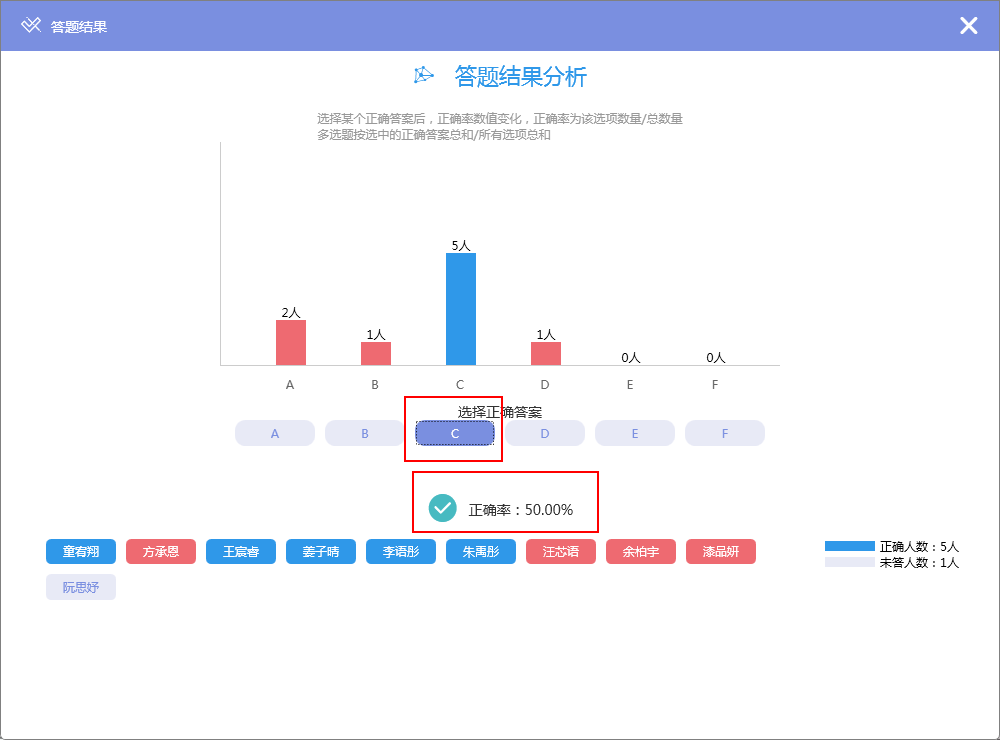 答题结果
答题结果分析
选择某个正确答案后，正确率数值变化，正确率为该选项数量/总数量
多选题按选中的正确答案总和/所有选项总和
5人
2人
1人
1人
0人
0人
A
B
C
D
E
F
选择正确答案
A
B
C
D
E
F
正确率：50.00%
童宥翔
方承恩
王宸睿
姜子晴
李语彤
朱禹彤
汪芯语
余柏宇
漆品妍
正确人数：5人
未答人数：1人
阮思妤